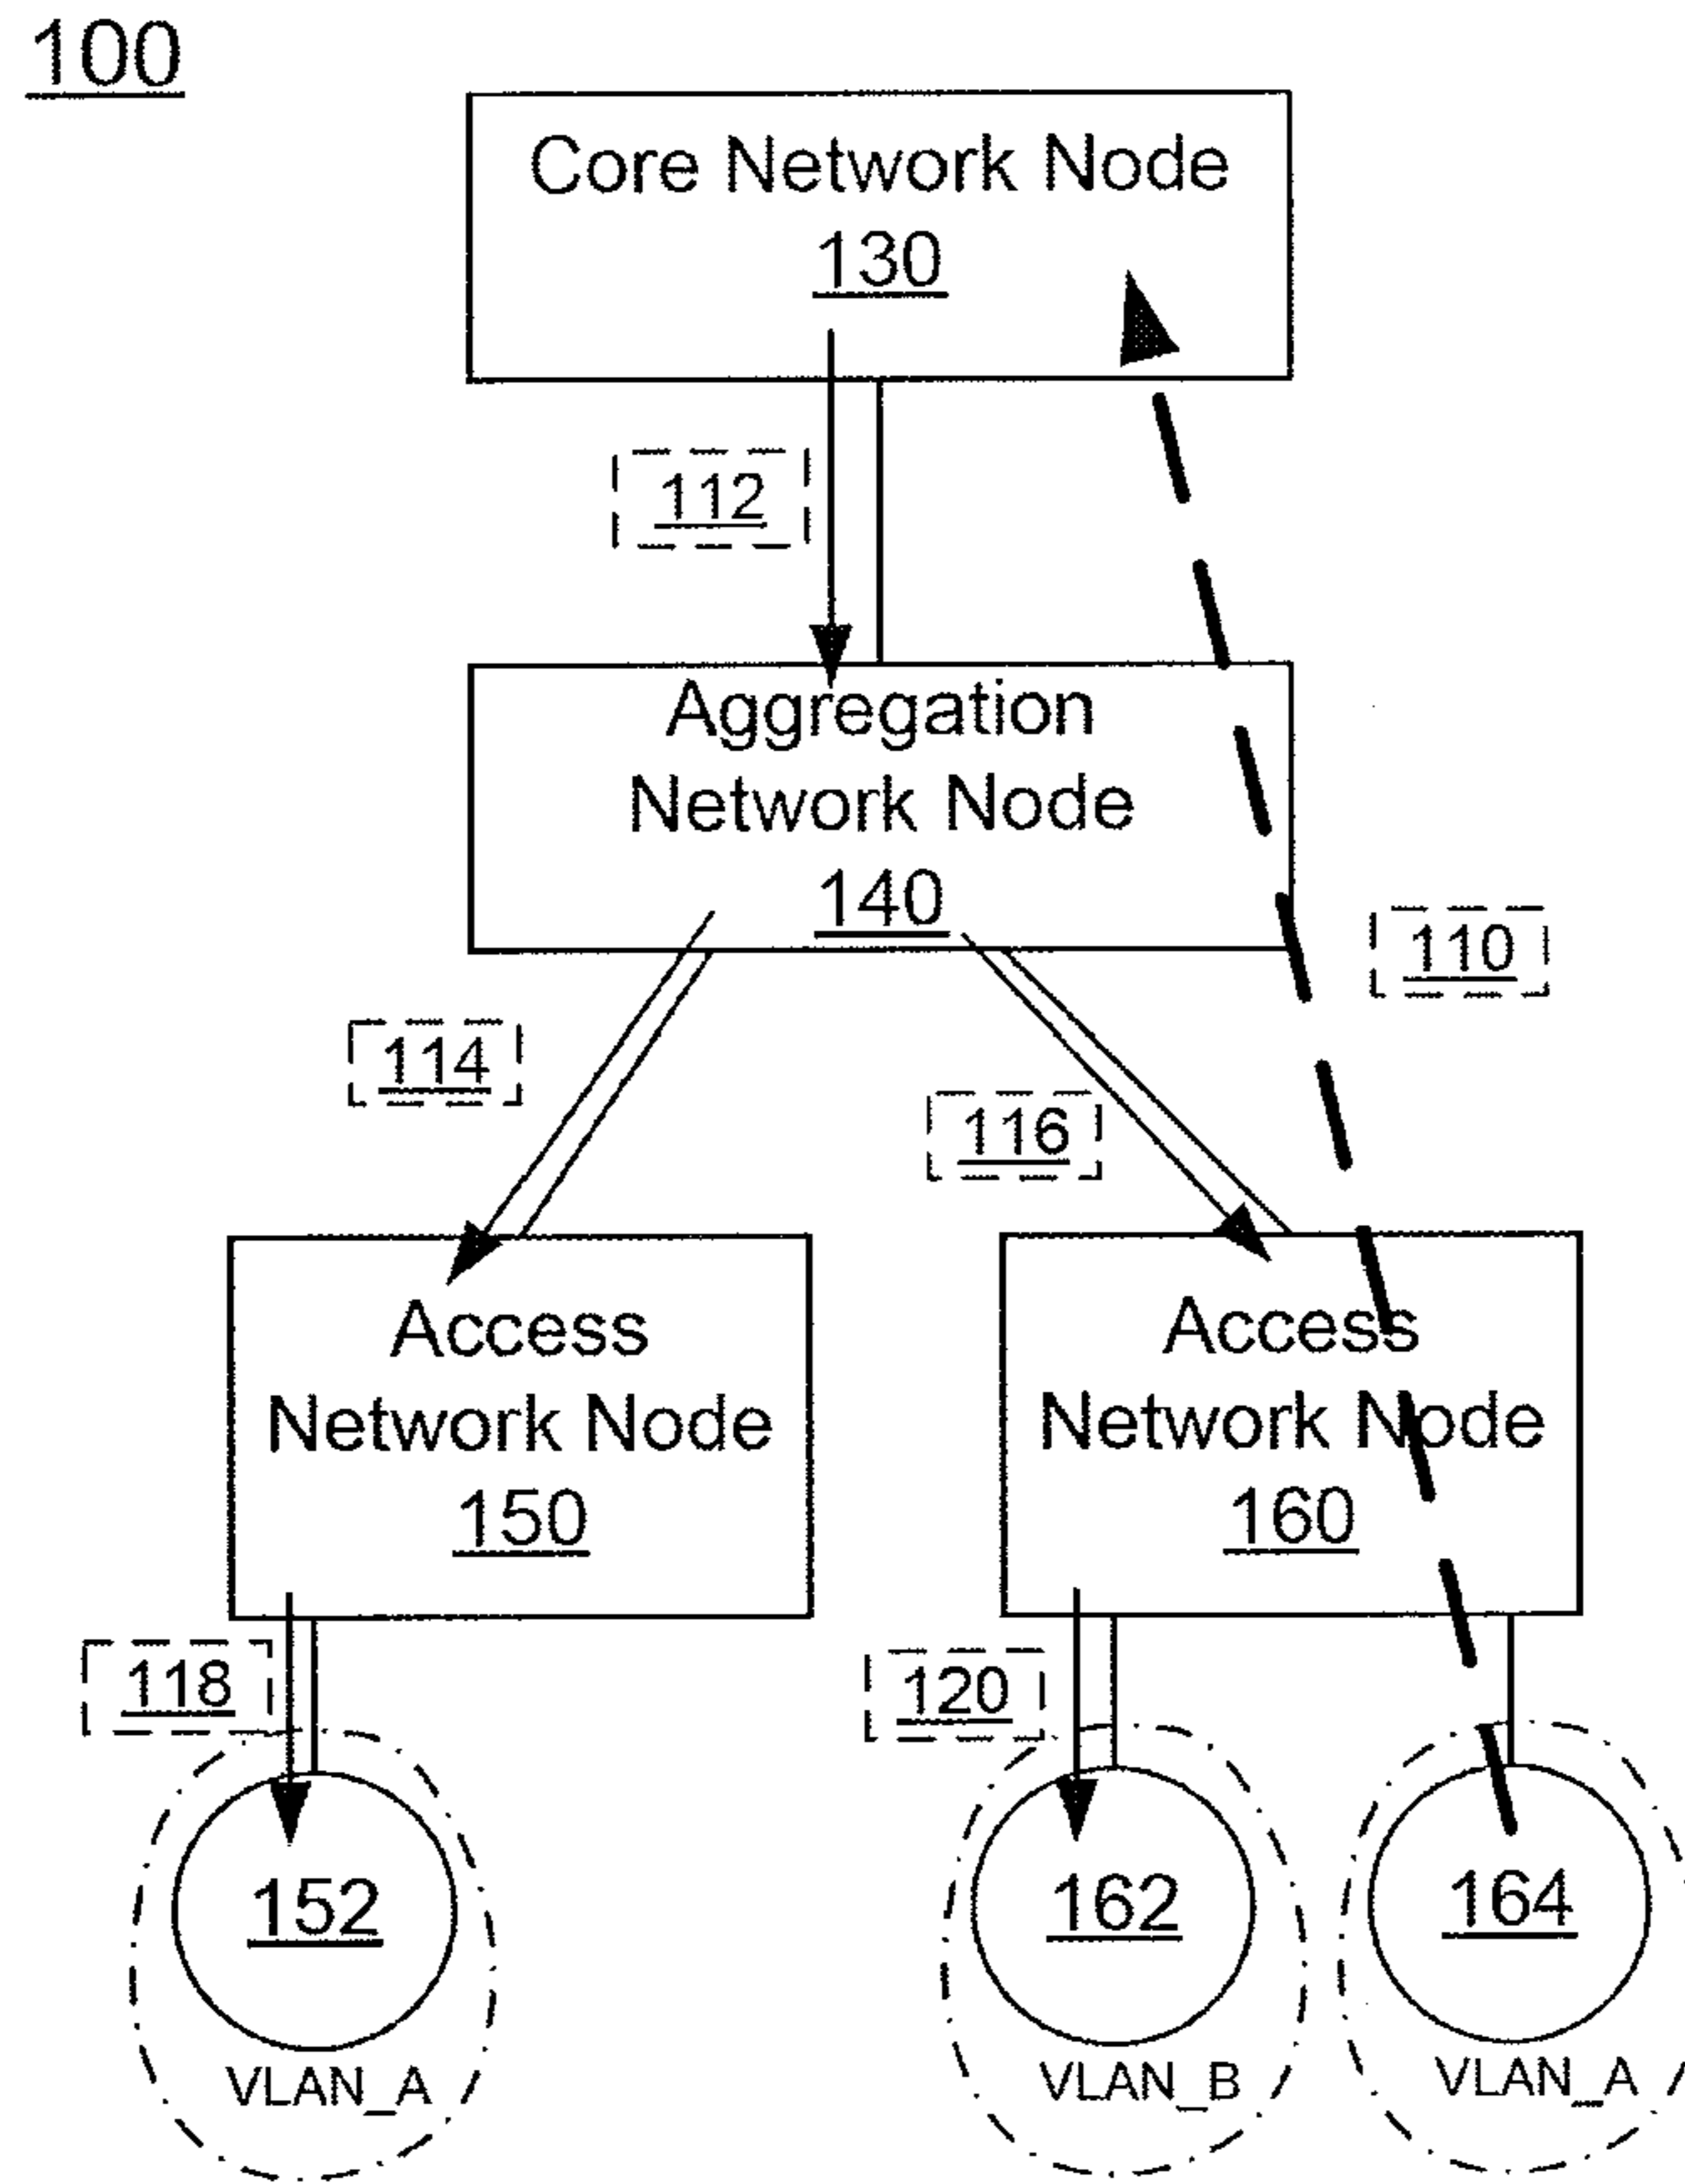 100
Core Network Node
130
112
Aggregation
Network Node
140
110
114
116
Access
Network Node
150
Access
Network Node
160
118
120
152
162
164
VLAN_A
VLAN_B
VLAN_A